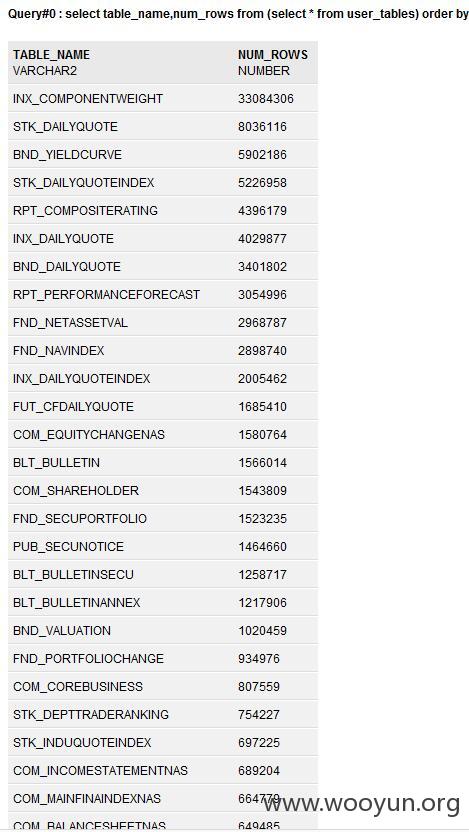 Query#0 : select table_name,num_rows from (select * from user_tables) order by
TABLE_NAME NUM_ROWS
VARCHAR2 NUMBER
INX_COMPONENTWEIGHT 33084306
STK_DAILYQUOTE 8036116
BND_YIELDCURVE 5902186
STK_DAILYQUOTEINDEX 5226958
RPT_COMPOSITERATING 4396179
INX_DAILYQUOTE 4029877
BND_DAILYQUOTE 3401802
RPT_PERFORMANCEFORECAST 3054996
FND_NETASSETVAL 2968787
FND_NAVINDEX 2898740
INX_DAILYQUOTEINDEX 2005462
FUT_CFDAILYQUOTE 1685410
COM_EQUITYCHANGENAS 1580764
BLT_BULLETIN 1566014
COM_SHAREHOLDER 1543809
FND_SECUPORTFOLIO 1523235
PUB_SECUNOTICE 1464660
BLT_BULLETINSECU 1258717
BLT_BULLETINANNEX 1217906
BND_VALUATION 1020459
FND_PORTFOLIOCHANGE 934976
COM_COREBUSINESS 807559
STK_DEPTTRADERANKING 754227
STK_INDUQUOTEINDEX 697225
COM_INCOMESTATEMENTNAS 689204
COM_MAINFINAINDEXNAS 664779
www.wooyun.org
COM_BALANCESHEETNAS 649485